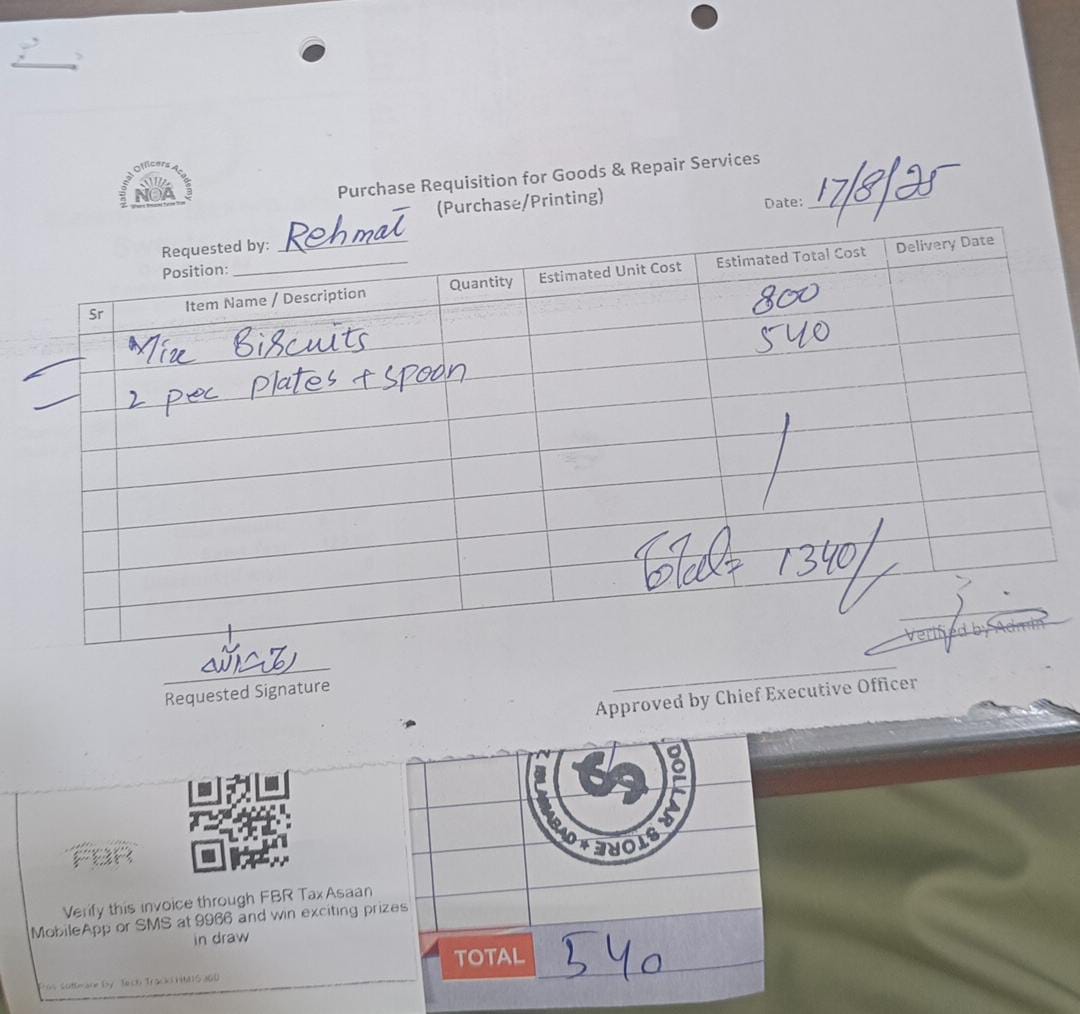 National Officers Academy
NOA
Purchase Requisition for Goods & Repair Services
(Purchase/Printing)
Date: 17/8/25
Requested by: Rehmat
Position:
Sr Item Name / Description Quantity Estimated Unit Cost Estimated Total Cost Delivery Date
Mix Biscuits 800
2 pec plates + spoon 540
Total = 1340/
Verified by Admin
Requested Signature
Approved by Chief Executive Officer
FBR
Verify this invoice through FBR TaxAsaan
MobileApp or SMS at 9966 and win exciting prizes
in draw
DOLLAR STORE
TOTAL 540